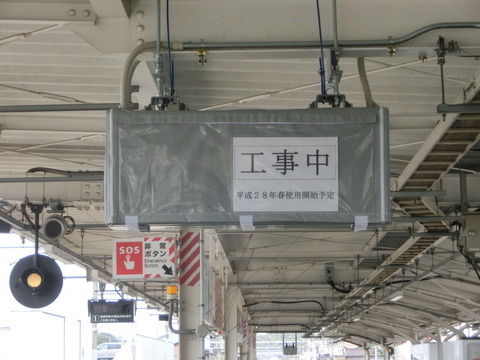 工事中
平成28年春使用開始予定
SOS
非常
ボタン
Emergency
Button